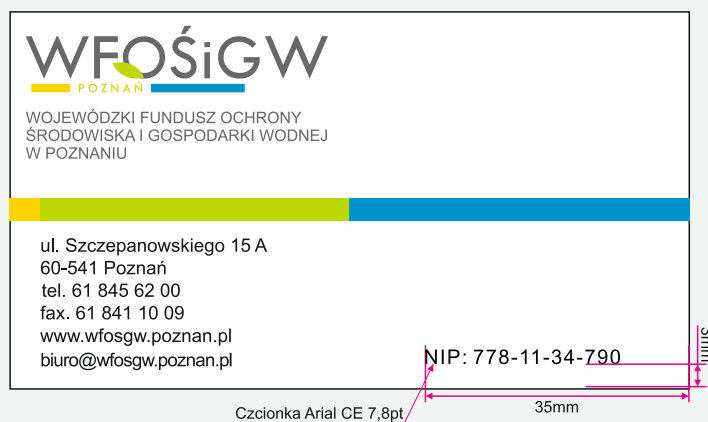 WFOŚiGW
POZNAŃ
WOJEWÓDZKI FUNDUSZ OCHRONY
ŚRODOWISKA I GOSPODARKI WODNEJ
W POZNANIU
ul. Szczepanowskiego 15 A
60-541 Poznań
tel. 61 845 62 00
fax. 61 841 10 09
www.wfosgw.poznan.pl
biuro@wfosgw.poznan.pl
NIP: 778-11-34-790
3mm
35mm
Czcionka Arial CE 7,8pt